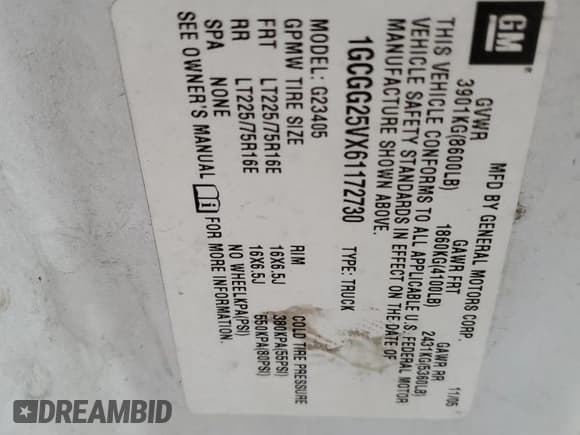 GM
MFD BY GENERAL MOTORS CORP.
11/05
GVWR GAWR FRT GAWR RR
3901KG(8600LB) 1860KG(4100LB) 2431KG(5360LB)
THIS VEHICLE CONFORMS TO ALL APPLICABLE U.S. FEDERAL MOTOR
VEHICLE SAFETY STANDARDS IN EFFECT ON THE DATE OF
MANUFACTURE SHOWN ABOVE.
1GCGG25VX61172730 TYPE: TRUCK
MODEL: G23405
GPMW TIRE SIZE RIM COLD TIRE PRESSURE
FRT LT225/75R16E 16X6.5J 380KPA(55PSI)
RR LT225/75R16E 16X6.5J 550KPA(80PSI)
SPA NONE NO WHEELKPA(PSI)
SEE OWNER'S MANUAL i FOR MORE INFORMATION.
DREAMBID